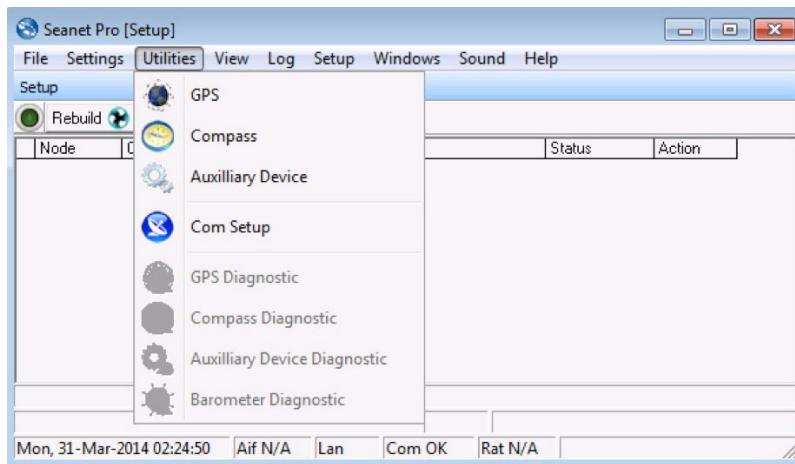 Seanet Pro [Setup]
File Settings Utilities View Log Setup Windows Sound Help
Setup
Rebuild
Node Status Action
GPS
Compass
Auxilliary Device
Com Setup
GPS Diagnostic
Compass Diagnostic
Auxilliary Device Diagnostic
Barometer Diagnostic
Mon, 31-Mar-2014 02:24:50 Aif N/A Lan Com OK Rat N/A